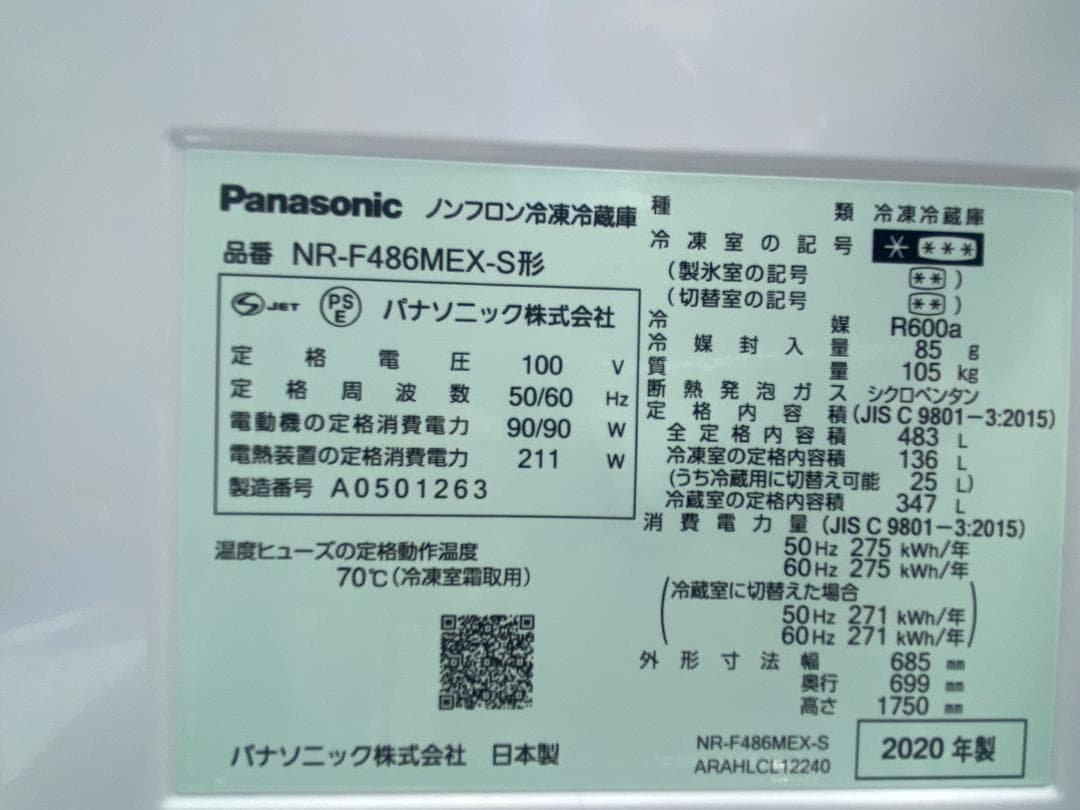 Panasonic ノンフロン冷凍冷蔵庫
品番 NR-F486MEX-S形
S JET PS E パナソニック株式会社
定格電圧 100 V
定格周波数 50/60 Hz
電動機の定格消費電力 90/90 W
電熱装置の定格消費電力 211 W
製造番号 A0501263
温度ヒューズの定格動作温度
70℃(冷凍室霜取用)
パナソニック株式会社 日本製
種類 冷凍冷蔵庫
冷凍室の記号 * ***
(製氷室の記号 **)
(切替室の記号 **)
冷媒 R600a
冷媒封入量 85 g
質量 105 kg
断熱発泡ガス シクロペンタン
定格内容積(JIS C 9801-3:2015)
全定格内容積 483 L
冷凍室の定格内容積 136 L
(うち冷蔵用に切替え可能 25 L)
冷蔵室の定格内容積 347 L
消費電力量(JIS C 9801-3:2015)
50Hz 275 kWh/年
60Hz 275 kWh/年
(冷蔵室に切替えた場合
50Hz 271 kWh/年
60Hz 271 kWh/年)
外形寸法 幅 685 mm
奥行 699 mm
高さ 1750 mm
NR-F486MEX-S
ARAHLCL12240
2020年製